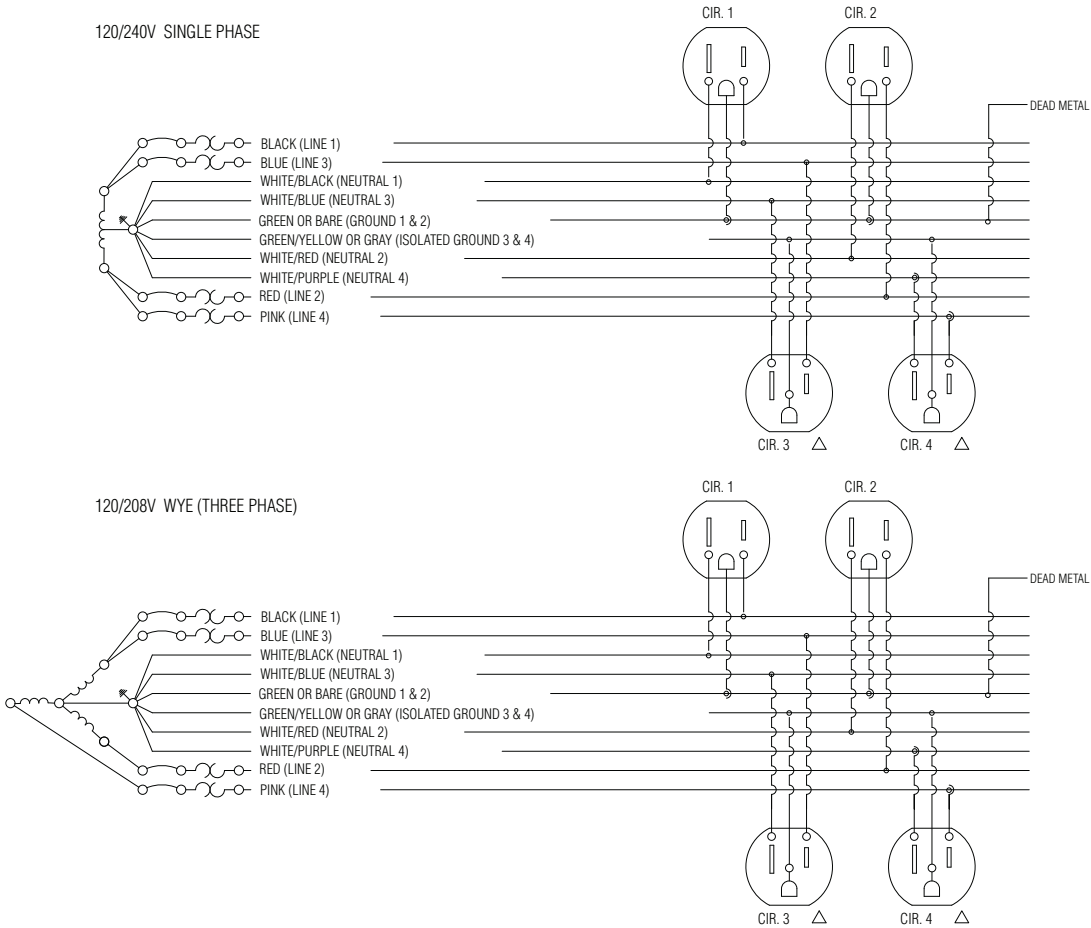 120/240V SINGLE PHASE
CIR. 1
CIR. 2
DEAD METAL
BLACK (LINE 1)
BLUE (LINE 3)
WHITE/BLACK (NEUTRAL 1)
WHITE/BLUE (NEUTRAL 3)
GREEN OR BARE (GROUND 1 & 2)
GREEN/YELLOW OR GRAY (ISOLATED GROUND 3 & 4)
WHITE/RED (NEUTRAL 2)
WHITE/PURPLE (NEUTRAL 4)
RED (LINE 2)
PINK (LINE 4)
CIR. 3
CIR. 4
120/208V WYE (THREE PHASE)
CIR. 1
CIR. 2
DEAD METAL
BLACK (LINE 1)
BLUE (LINE 3)
WHITE/BLACK (NEUTRAL 1)
WHITE/BLUE (NEUTRAL 3)
GREEN OR BARE (GROUND 1 & 2)
GREEN/YELLOW OR GRAY (ISOLATED GROUND 3 & 4)
WHITE/RED (NEUTRAL 2)
WHITE/PURPLE (NEUTRAL 4)
RED (LINE 2)
PINK (LINE 4)
CIR. 3
CIR. 4